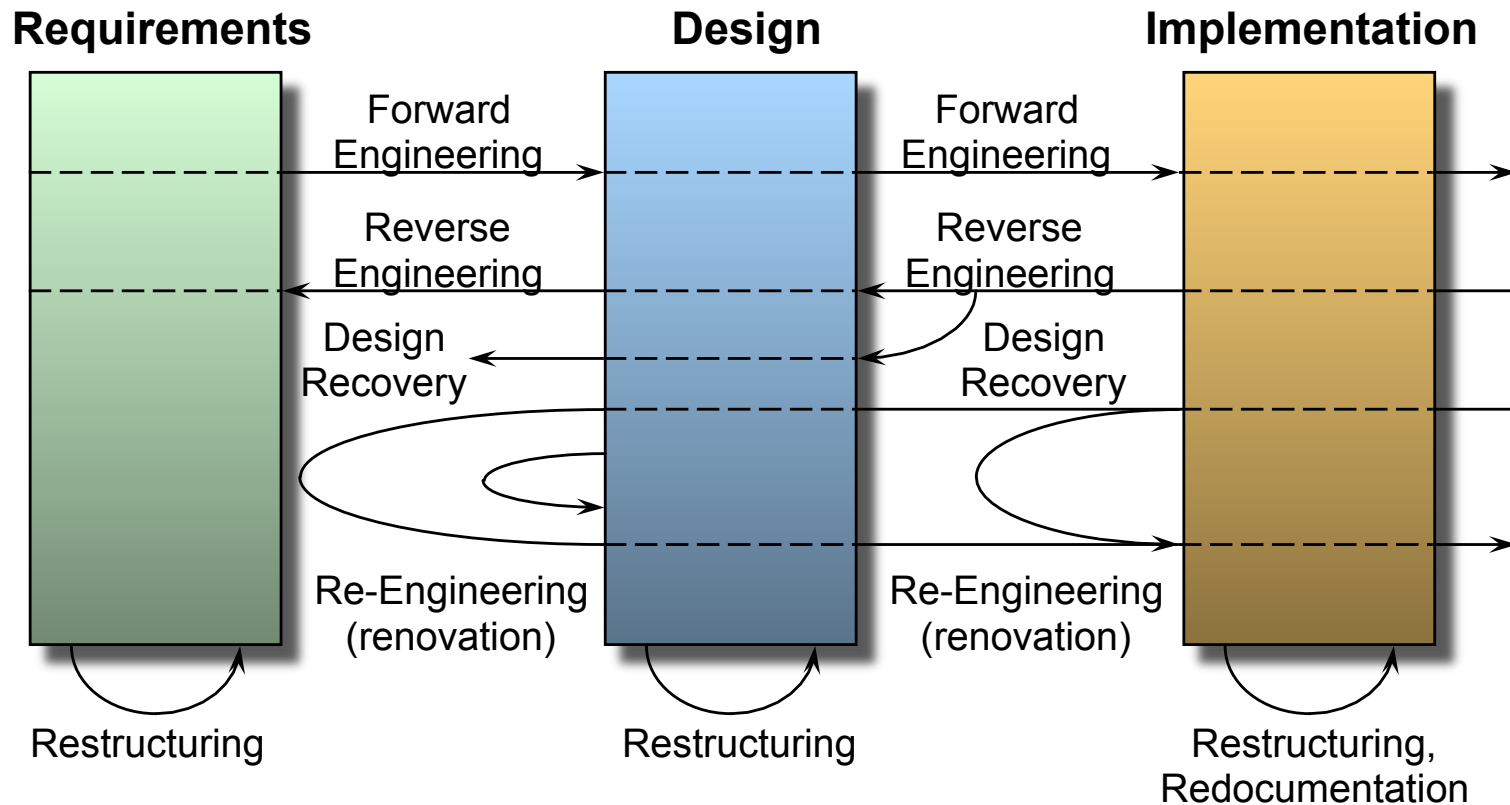 Requirements
Design
Implementation
Forward
Engineering
Forward
Engineering
Reverse
Engineering
Reverse
Engineering
Design
Recovery
Design
Recovery
Re-Engineering
(renovation)
Re-Engineering
(renovation)
Restructuring
Restructuring
Restructuring,
Redocumentation